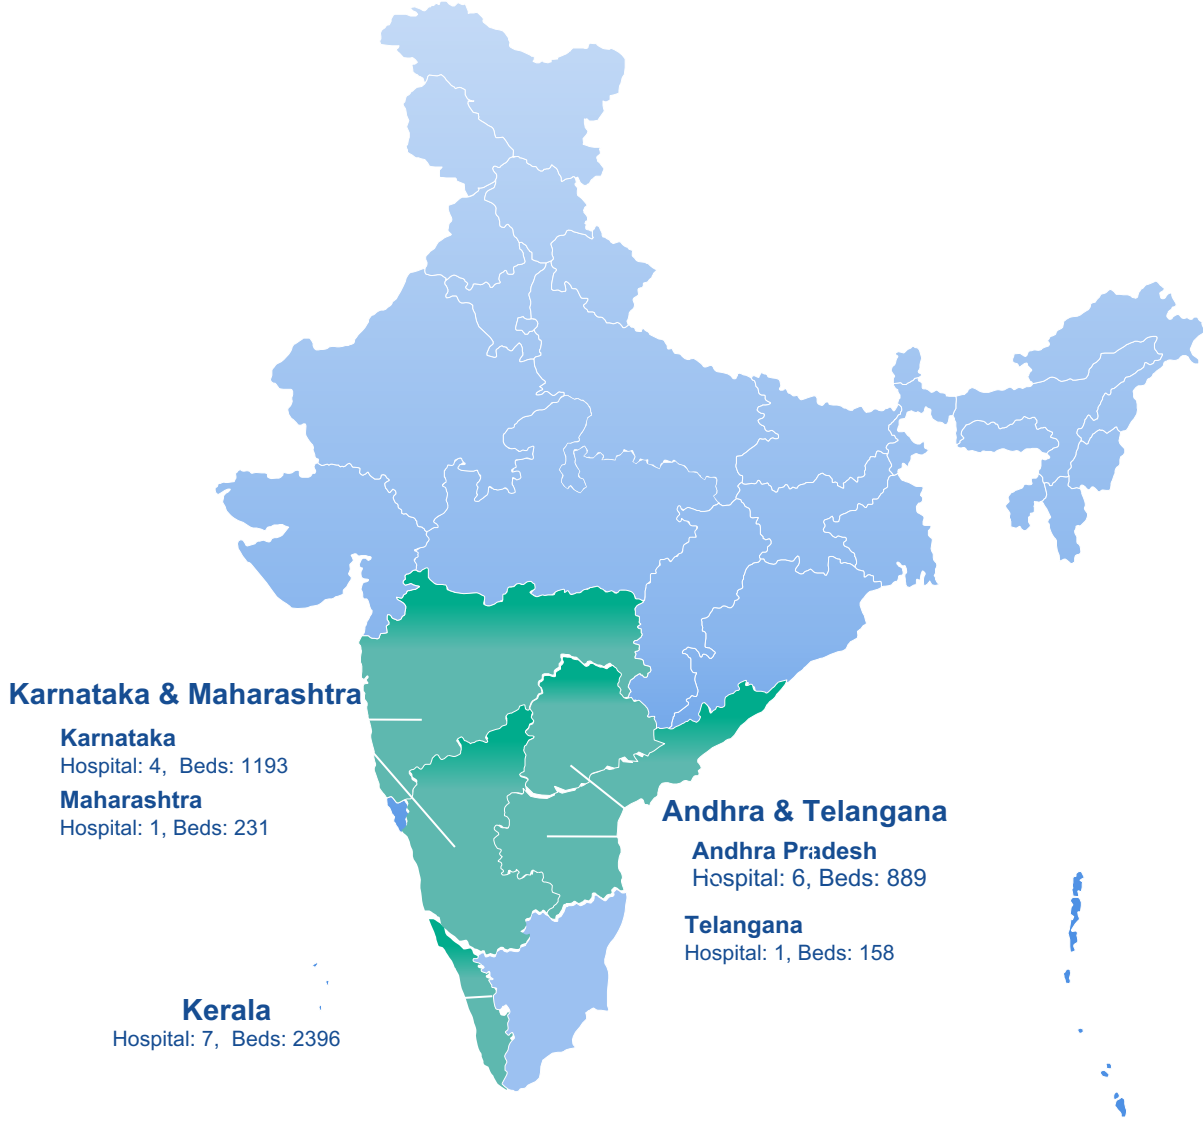 Karnataka & Maharashtra
Karnataka
Hospital: 4, Beds: 1193
Maharashtra
Hospital: 1, Beds: 231
Andhra & Telangana
Andhra Pradesh
Hospital: 6, Beds: 889
Telangana
Hospital: 1, Beds: 158
Kerala
Hospital: 7, Beds: 2396